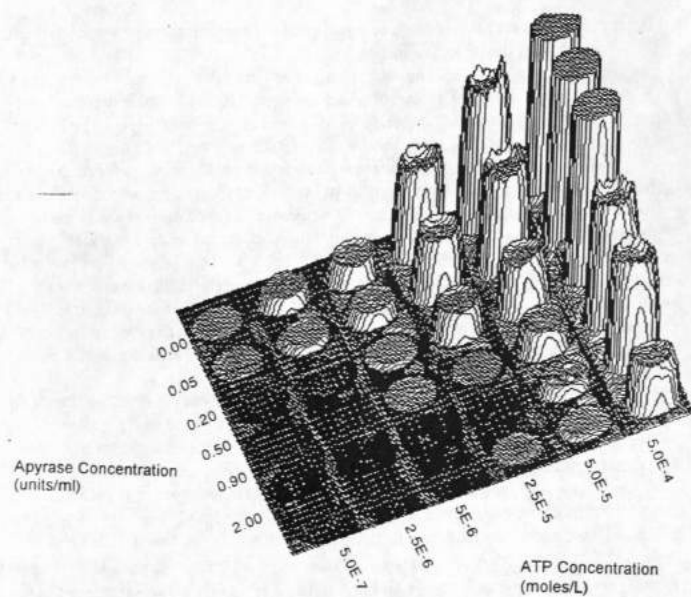 0.00
0.05
0.20
0.50
0.90
2.00
Apyrase Concentration
(units/ml)
5.0E-7
2.5E-6
5E-6
2.5E-5
5.0E-5
5.0E-4
ATP Concentration
(moles/L)